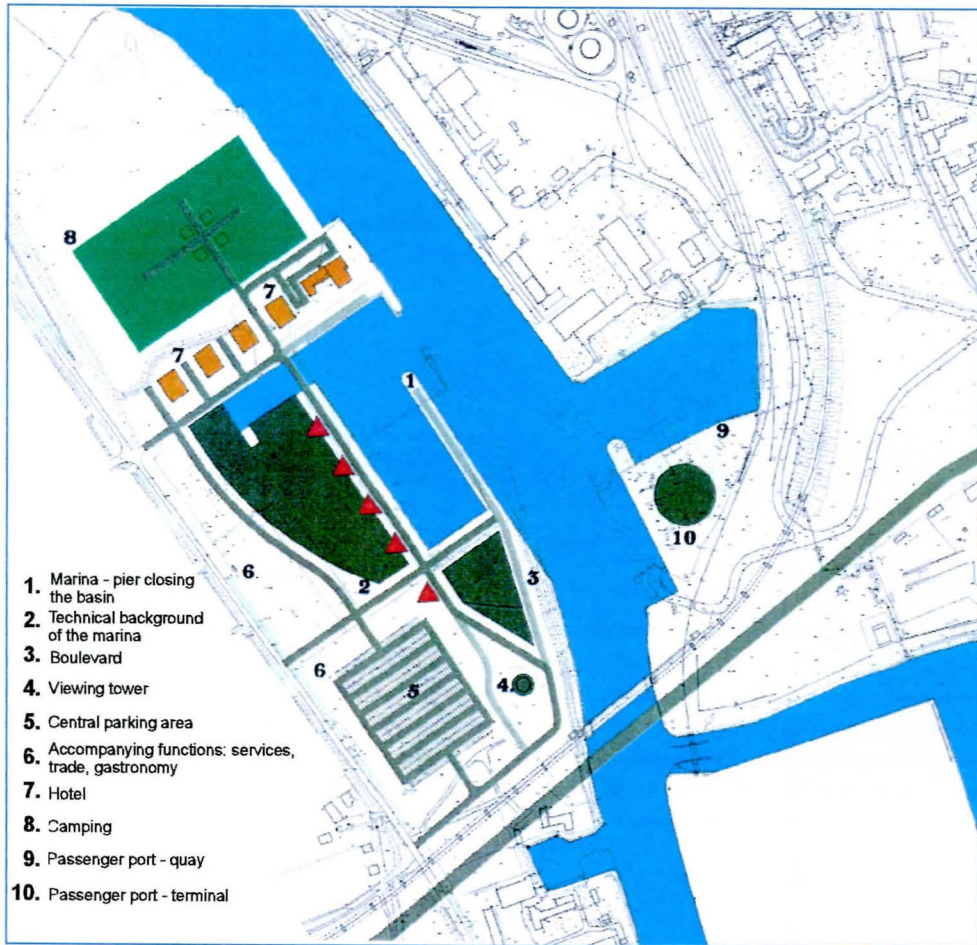 8
7
7
1
9
10
6
2
3
6
5
4.
1. Marina - pier closing
the basin
2. Technical background
of the marina
3. Boulevard
4. Viewing tower
5. Central parking area
6. Accompanying functions: services,
trade, gastronomy
7. Hotel
8. Camping
9. Passenger port - quay
10. Passenger port - terminal